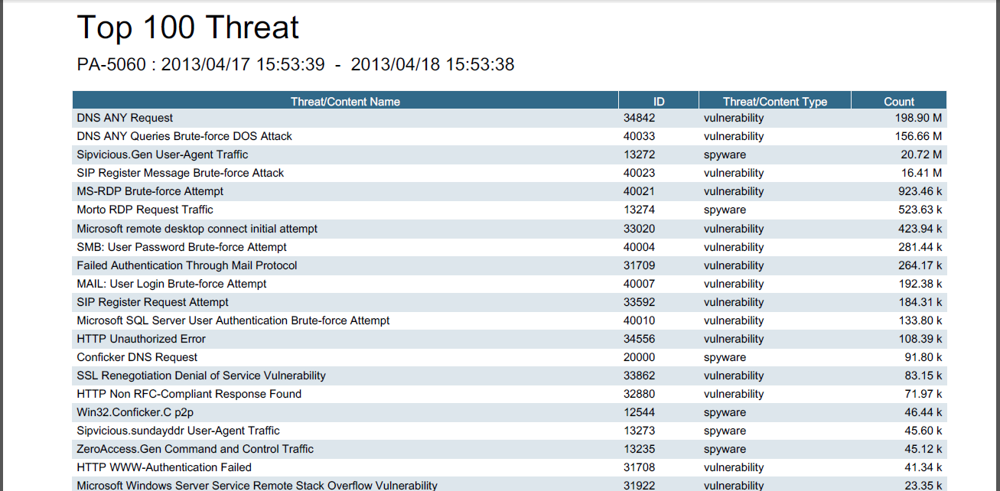 Top 100 Threat
PA-5060 : 2013/04/17 15:53:39 - 2013/04/18 15:53:38
Threat/Content Name ID Threat/Content Type Count
DNS ANY Request 34842 vulnerability 198.90 M
DNS ANY Queries Brute-force DOS Attack 40033 vulnerability 156.66 M
Sipvicious.Gen User-Agent Traffic 13272 spyware 20.72 M
SIP Register Message Brute-force Attack 40023 vulnerability 16.41 M
MS-RDP Brute-force Attempt 40021 vulnerability 923.46 k
Morto RDP Request Traffic 13274 spyware 523.63 k
Microsoft remote desktop connect initial attempt 33020 vulnerability 423.94 k
SMB: User Password Brute-force Attempt 40004 vulnerability 281.44 k
Failed Authentication Through Mail Protocol 31709 vulnerability 264.17 k
MAIL: User Login Brute-force Attempt 40007 vulnerability 192.38 k
SIP Register Request Attempt 33592 vulnerability 184.31 k
Microsoft SQL Server User Authentication Brute-force Attempt 40010 vulnerability 133.80 k
HTTP Unauthorized Error 34556 vulnerability 108.39 k
Conficker DNS Request 20000 spyware 91.80 k
SSL Renegotiation Denial of Service Vulnerability 33862 vulnerability 83.15 k
HTTP Non RFC-Compliant Response Found 32880 vulnerability 71.97 k
Win32.Conficker.C p2p 12544 spyware 46.44 k
Sipvicious.sundayddr User-Agent Traffic 13273 spyware 45.60 k
ZeroAccess.Gen Command and Control Traffic 13235 spyware 45.12 k
HTTP WWW-Authentication Failed 31708 vulnerability 41.34 k
Microsoft Windows Server Service Remote Stack Overflow Vulnerability 31922 vulnerability 23.35 k